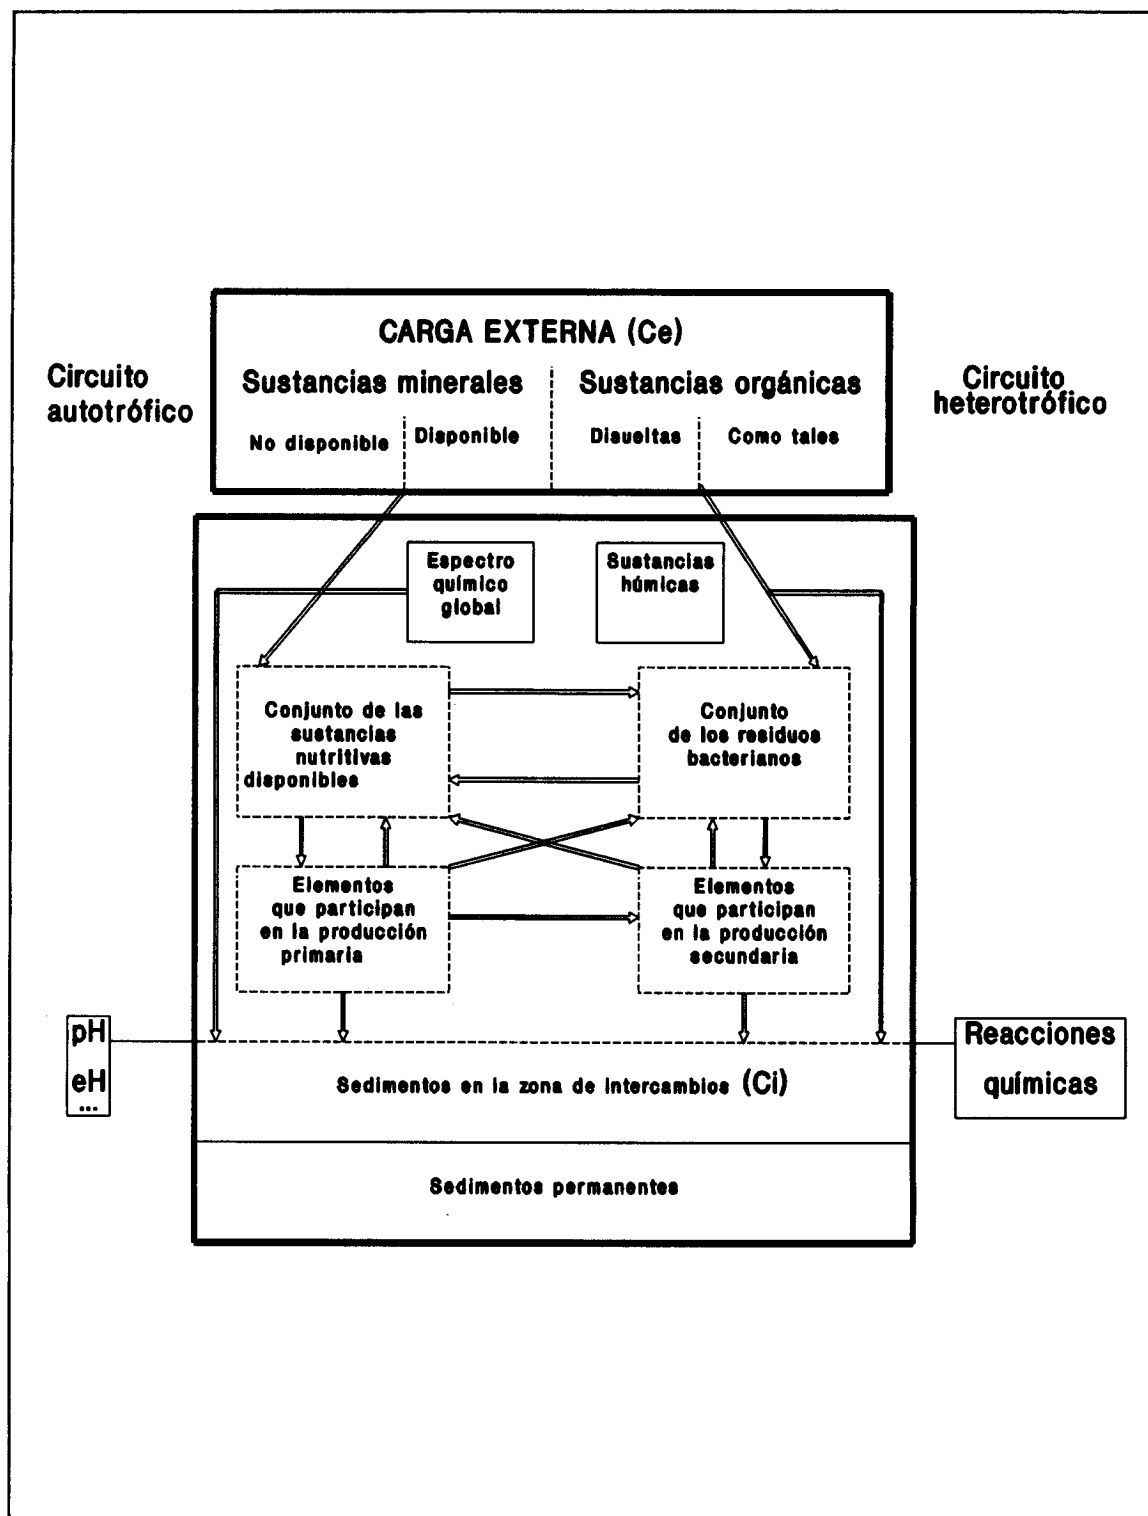 CARGA EXTERNA (Ce)
Circuito
autotrófico
Sustancias minerales
Sustancias orgánicas
Circuito
heterotrófico
No disponible
Disponible
Disueltas
Como tales
Espectro
químico
global
Sustancias
húmicas
Conjunto de las
sustancias
nutritivas
disponibles
Conjunto
de los residuos
bacterianos
Elementos
que participan
en la producción
primaria
Elementos
que participan
en la producción
secundaria
pH
eH
...
Reacciones
químicas
Sedimentos en la zona de intercambios (Ci)
Sedimentos permanentes